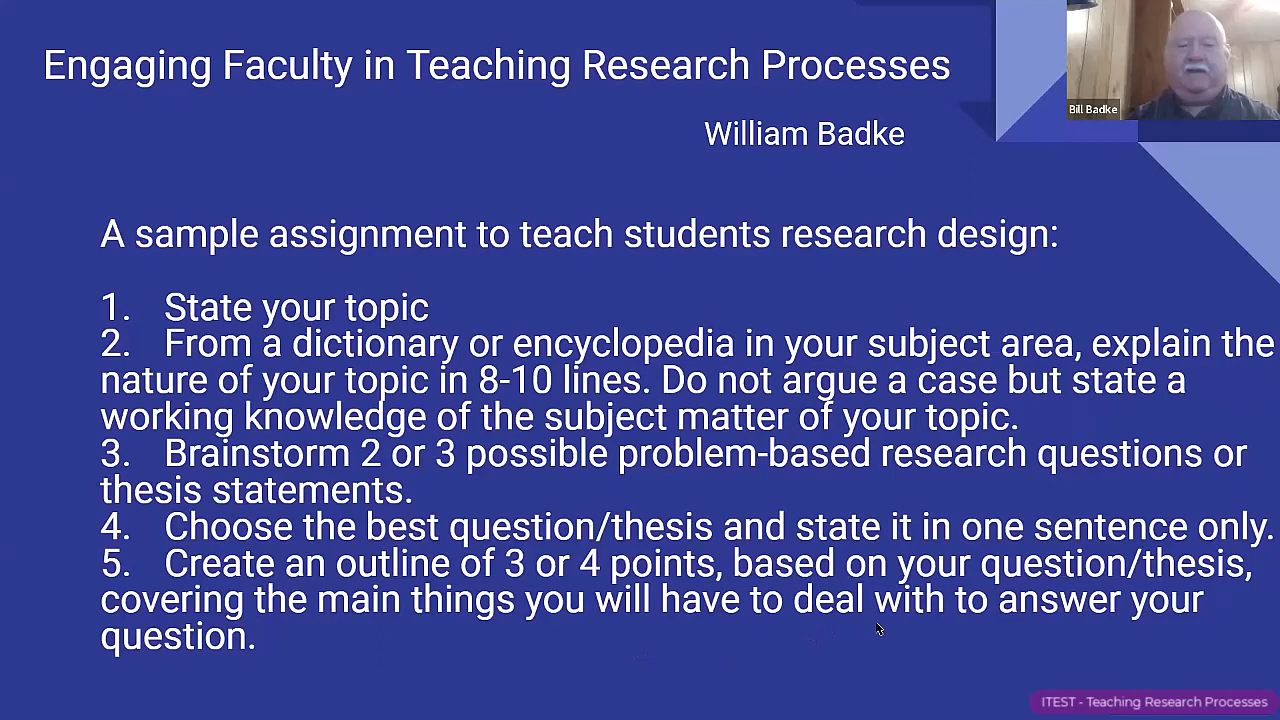 Engaging Faculty in Teaching Research Processes
Bill Badke
William Badke
A sample assignment to teach students research design:
1. State your topic
2. From a dictionary or encyclopedia in your subject area, explain the
nature of your topic in 8-10 lines. Do not argue a case but state a
working knowledge of the subject matter of your topic.
3. Brainstorm 2 or 3 possible problem-based research questions or
thesis statements.
4. Choose the best question/thesis and state it in one sentence only.
5. Create an outline of 3 or 4 points, based on your question/thesis,
covering the main things you will have to deal with to answer your
question.
ITEST - Teaching Research Processes